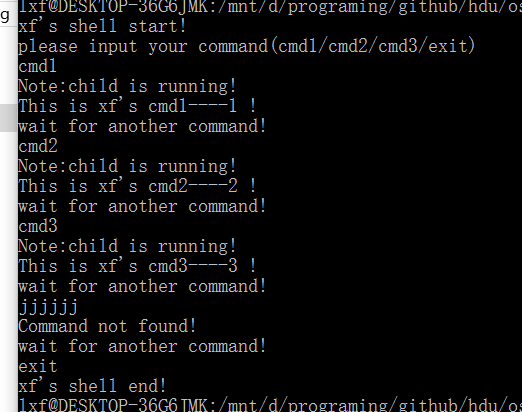 g
lxf@DESKTOP-36G6JMK:/mnt/d/programing/github/hdu/os
xf's shell start!
please input your command(cmd1/cmd2/cmd3/exit)
cmd1
Note:child is running!
This is xf's cmd1----1 !
wait for another command!
cmd2
Note:child is running!
This is xf's cmd2----2 !
wait for another command!
cmd3
Note:child is running!
This is xf's cmd3----3 !
wait for another command!
jjjjjj
Command not found!
wait for another command!
exit
xf's shell end!
lxf@DESKTOP-36G6JMK:/mnt/d/programing/github/hdu/os